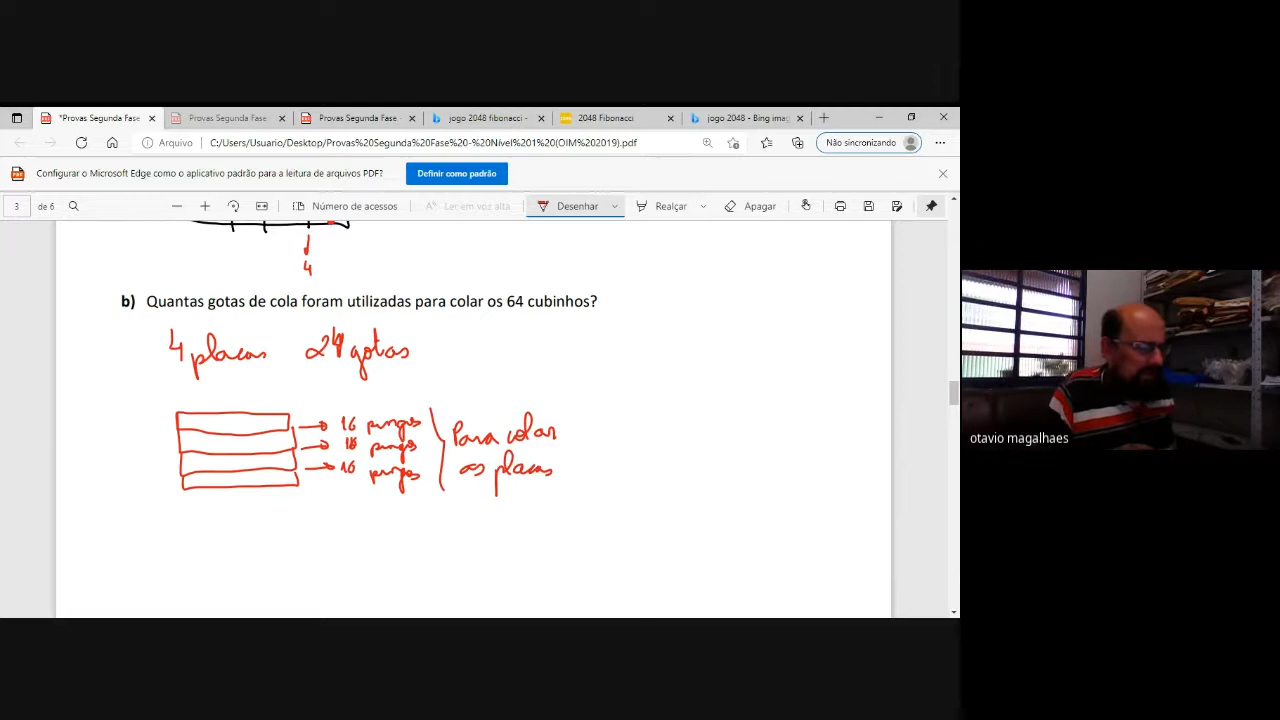 *Provas Segunda Fase
Provas Segunda Fase
Provas Segunda Fase -
jogo 2048 fibonacci -
2048 Fibonacci
jogo 2048 - Bing imag
Arquivo
C:/Users/Usuario/Desktop/Provas%20Segunda%20Fase%20-%20Nível%201%20(OIM%202019).pdf
Não sincronizando
Configurar o Microsoft Edge como o aplicativo padrão para a leitura de arquivos PDF?
Definir como padrão
3 de 6
Número de acessos
Ler em voz alta
Desenhar
Realçar
Apagar
4
b) Quantas gotas de cola foram utilizadas para colar os 64 cubinhos?
4 placas 24 gotas
16 pingos
16 pingos
16 pingos
Para colar
as placas
otavio magalhaes